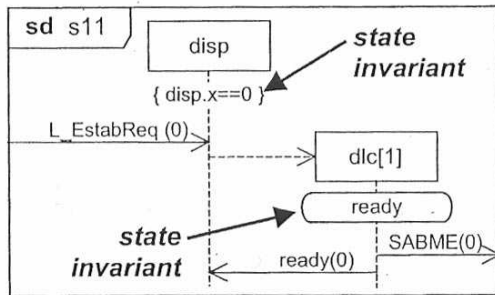 sd s11
disp
state
invariant
{ disp.x==0 }
L_EstabReq (0)
dlc[1]
ready
state
invariant
SABME(0)
ready(0)